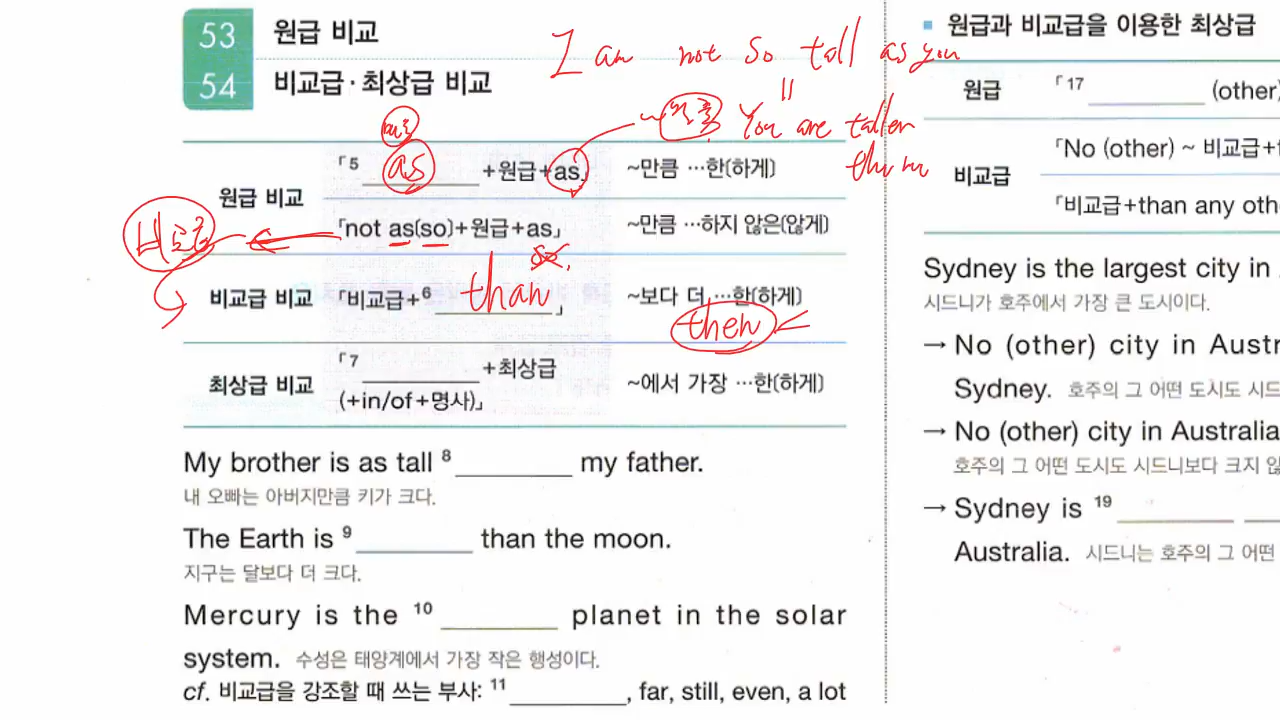 53 원급 비교
54 비교급·최상급 비교
I am not so tall as you
=
You are taller
than
원급 비교
「5 as +원급+as」 ~만큼 …한(하게)
「not as(so)+원급+as」 ~만큼 …하지 않은(않게)
비교급
so
비교급 비교 「비교급+6 than」 ~보다 더 …한(하게)
then
최상급 비교
「7 ________ +최상급
(+in/of+명사)」 ~에서 가장 …한(하게)
My brother is as tall 8 ________ my father.
내 오빠는 아버지만큼 키가 크다.
The Earth is 9 ________ than the moon.
지구는 달보다 더 크다.
Mercury is the 10 ________ planet in the solar
system. 수성은 태양계에서 가장 작은 행성이다.
cf. 비교급을 강조할 때 쓰는 부사: 11 ________, far, still, even, a lot
원급과 비교급을 이용한 최상급
원급 「17 ________ (other)
비교급
「No (other) ~ 비교급+t
「비교급+than any oth
Sydney is the largest city in
시드니가 호주에서 가장 큰 도시이다.
→ No (other) city in Austr
Sydney. 호주의 그 어떤 도시도 시드
→ No (other) city in Australia
호주의 그 어떤 도시도 시드니보다 크지 않
→ Sydney is 19 ________ ____
Australia. 시드니는 호주의 그 어떤